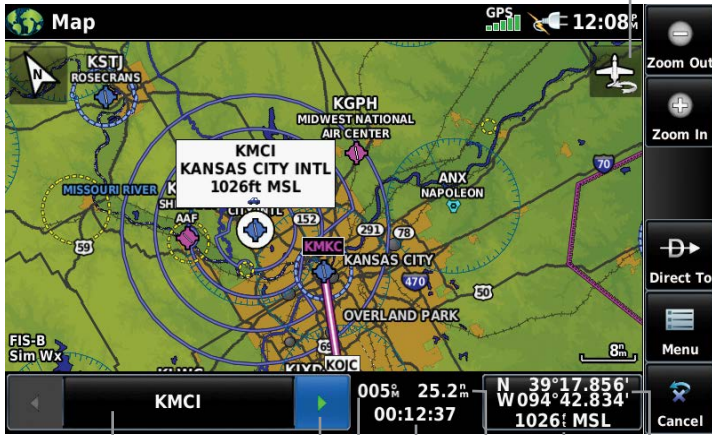 Map
GPS
12:08 P M
Zoom Out
Zoom In
Direct To
Menu
Cancel
N
KSTJ
ROSECRANS
KGPH
MIDWEST NATIONAL
AIR CENTER
KMCI
KANSAS CITY INTL
1026ft MSL
MISSOURI RIVER
AAF
CITY INTL
152
291
78
70
ANX
NAPOLEON
59
KMKC
KANSAS CITY
470
50
OVERLAND PARK
KOJC
FIS-B
Sim Wx
8nm
KMCI
005°M 25.2nm
00:12:37
N 39°17.856'
W094°42.834'
1026ft MSL